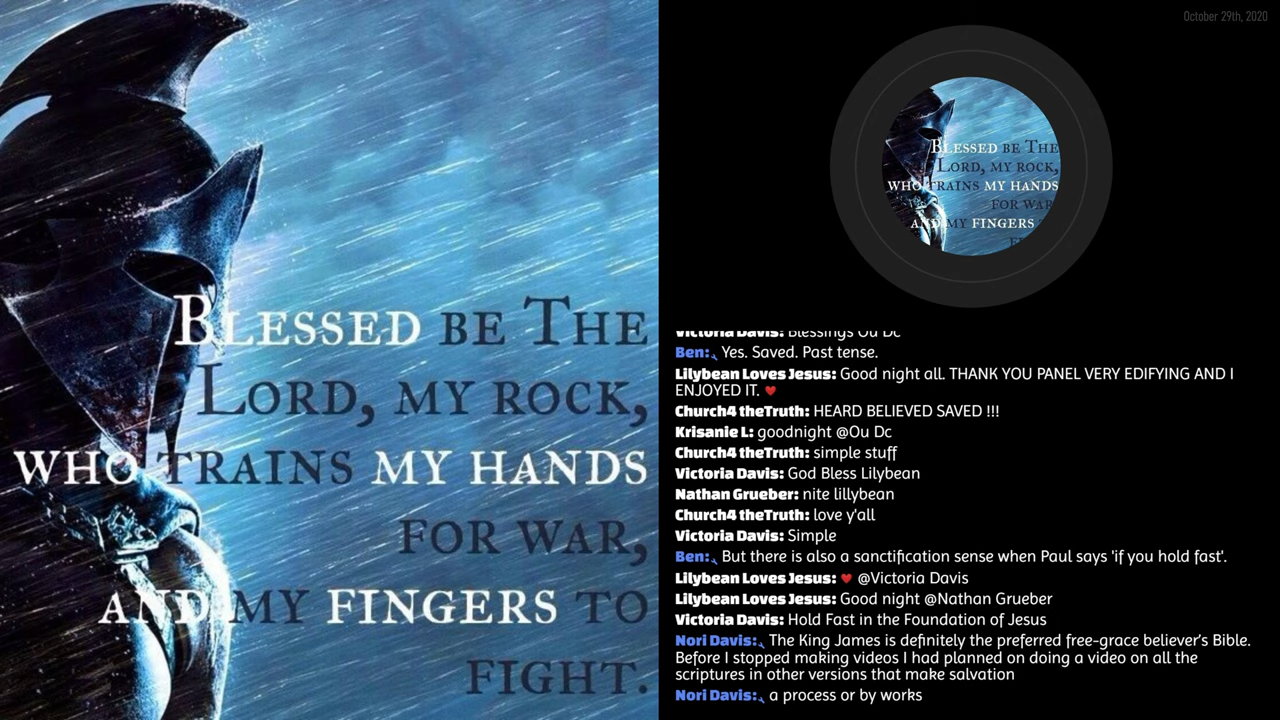 BLESSED BE THE
LORD, MY ROCK,
WHO TRAINS MY HANDS
FOR WAR,
AND MY FINGERS TO
FIGHT.
October 29th, 2020
BLESSED BE THE
LORD, MY ROCK,
WHO TRAINS MY HANDS
FOR WAR
AND MY FINGERS
Victoria Davis: Blessings Ou Dc
Ben: Yes. Saved. Past tense.
Lilybean Loves Jesus: Good night all. THANK YOU PANEL VERY EDIFYING AND I
ENJOYED IT. ♥
Church4 theTruth: HEARD BELIEVED SAVED !!!
Krisanie L: goodnight @Ou Dc
Church4 theTruth: simple stuff
Victoria Davis: God Bless Lilybean
Nathan Grueber: nite lillybean
Church4 theTruth: love y'all
Victoria Davis: Simple
Ben: But there is also a sanctification sense when Paul says 'if you hold fast'.
Lilybean Loves Jesus: ♥ @Victoria Davis
Lilybean Loves Jesus: Good night @Nathan Grueber
Victoria Davis: Hold Fast in the Foundation of Jesus
Nori Davis: The King James is definitely the preferred free-grace believer's Bible.
Before I stopped making videos I had planned on doing a video on all the
scriptures in other versions that make salvation
Nori Davis: a process or by works